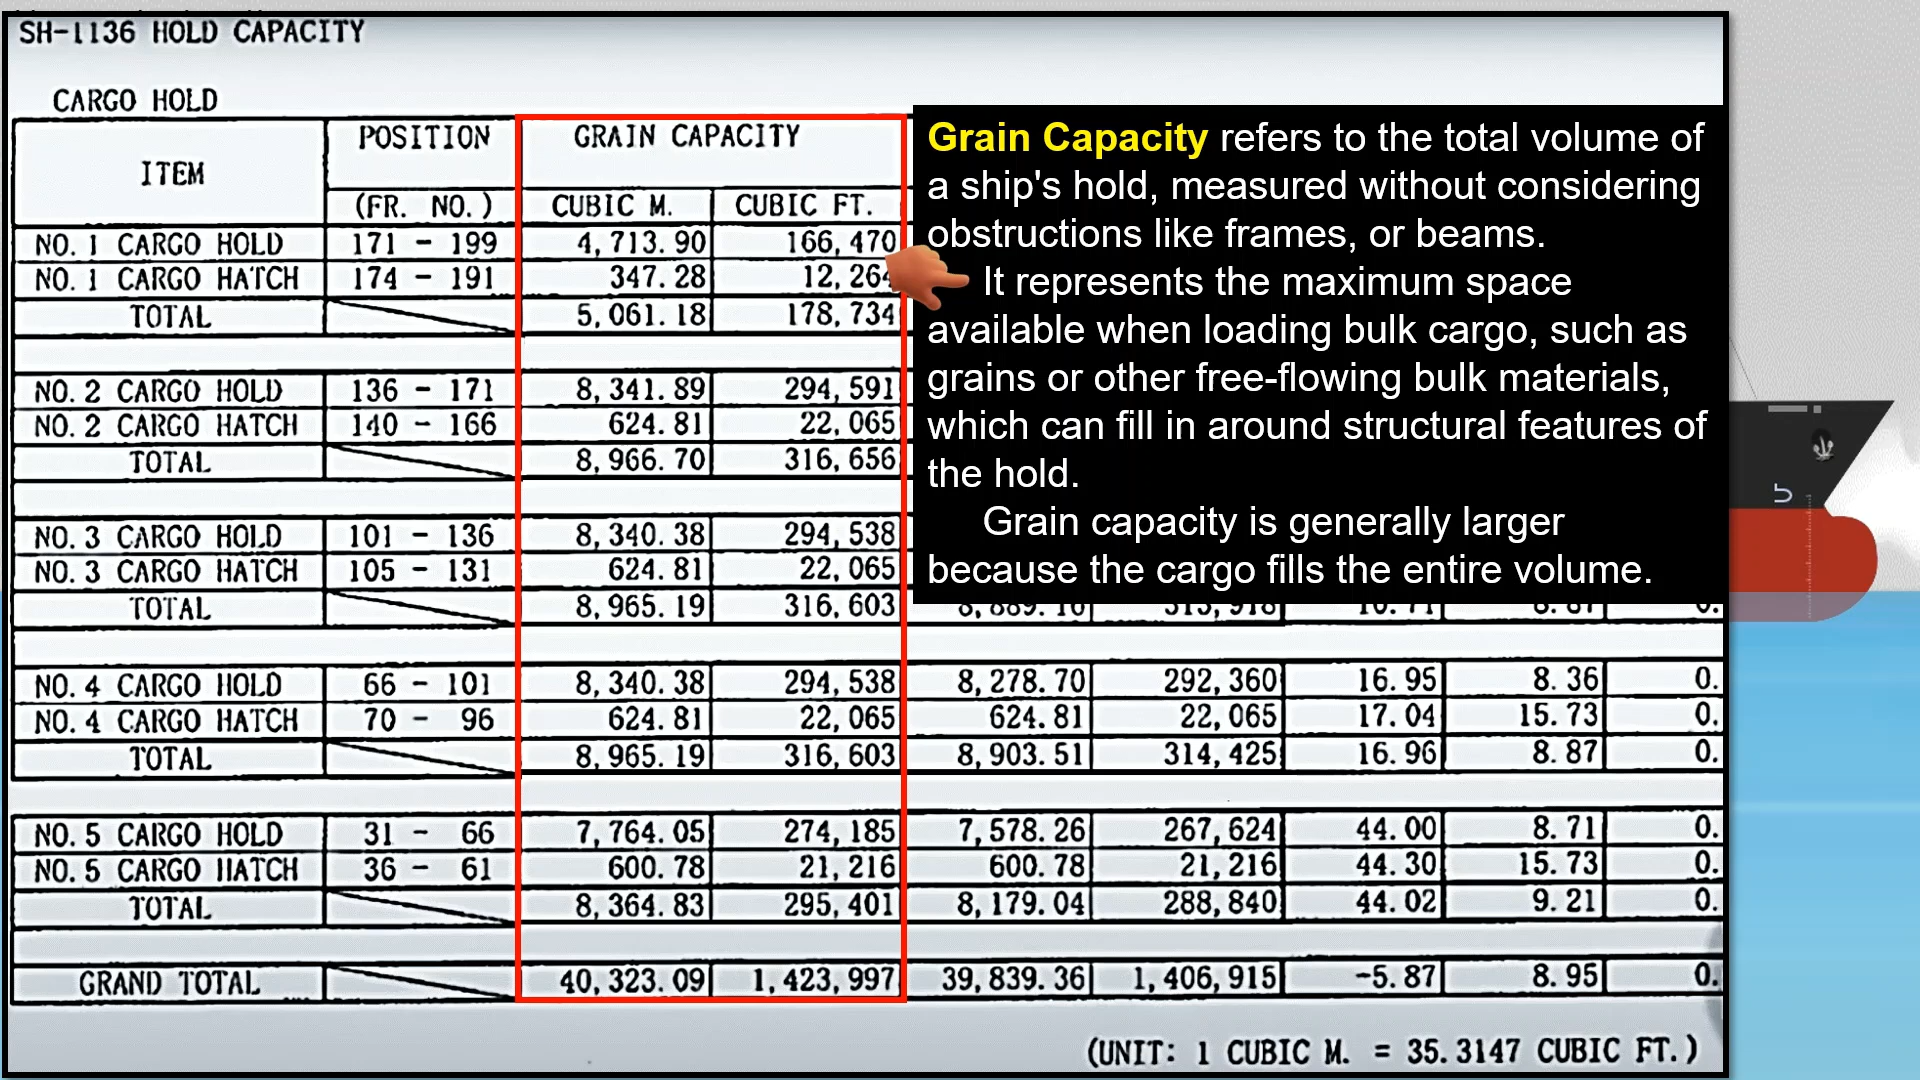 SH-1136 HOLD CAPACITY
CARGO HOLD
ITEM POSITION GRAIN CAPACITY
(FR. NO.) CUBIC M. CUBIC FT.
NO. 1 CARGO HOLD 171 - 199 4,713.90 166,470
NO. 1 CARGO HATCH 174 - 191 347.28 12,264
TOTAL 5,061.18 178,734
NO. 2 CARGO HOLD 136 - 171 8,341.89 294,591
NO. 2 CARGO HATCH 140 - 166 624.81 22,065
TOTAL 8,966.70 316,656
NO. 3 CARGO HOLD 101 - 136 8,340.38 294,538
NO. 3 CARGO HATCH 105 - 131 624.81 22,065
TOTAL 8,965.19 316,603
NO. 4 CARGO HOLD 66 - 101 8,340.38 294,538 8,278.70 292,360 16.95 8.36 0.
NO. 4 CARGO HATCH 70 - 96 624.81 22,065 624.81 22,065 17.04 15.73 0.
TOTAL 8,965.19 316,603 8,903.51 314,425 16.96 8.87 0.
NO. 5 CARGO HOLD 31 - 66 7,764.05 274,185 7,578.26 267,624 44.00 8.71 0.
NO. 5 CARGO HATCH 36 - 61 600.78 21,216 600.78 21,216 44.30 15.73 0.
TOTAL 8,364.83 295,401 8,179.04 288,840 44.02 9.21 0.
GRAND TOTAL 40,323.09 1,423,997 39,839.36 1,406,915 -5.87 8.95 0.
(UNIT: 1 CUBIC M. = 35.3147 CUBIC FT.)
Grain Capacity refers to the total volume of
a ship's hold, measured without considering
obstructions like frames, or beams.
It represents the maximum space
available when loading bulk cargo, such as
grains or other free-flowing bulk materials,
which can fill in around structural features of
the hold.
Grain capacity is generally larger
because the cargo fills the entire volume.